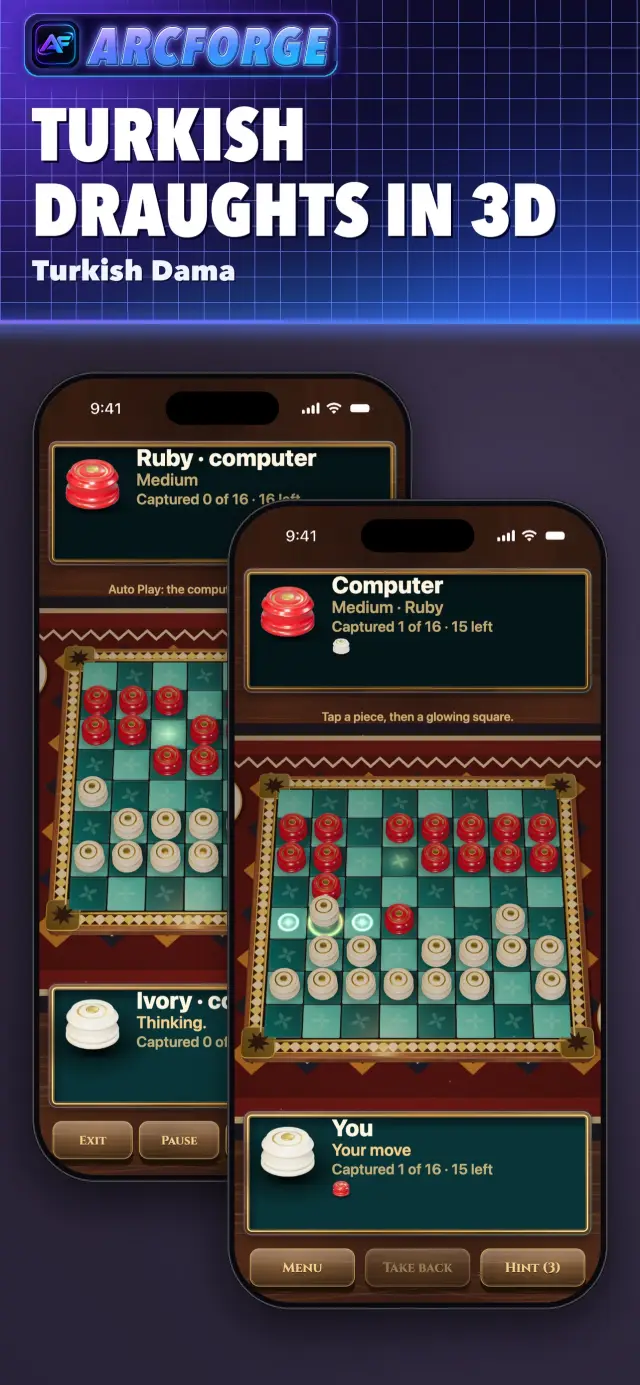 AF ARCFORGE
TURKISH
DRAUGHTS IN 3D
Turkish Dama
9:41
Ruby · computer
Medium
Captured 0 of 16 · 16 left
Auto Play: the
Ivory ·
Thinking.
Captured 0 of
EXIT
PAUSE
9:41
Computer
Medium · Ruby
Captured 1 of 16 · 15 left
Tap a piece, then a glowing square.
You
Your move
Captured 1 of 16 · 15 left
MENU
TAKE BACK
HINT (3)